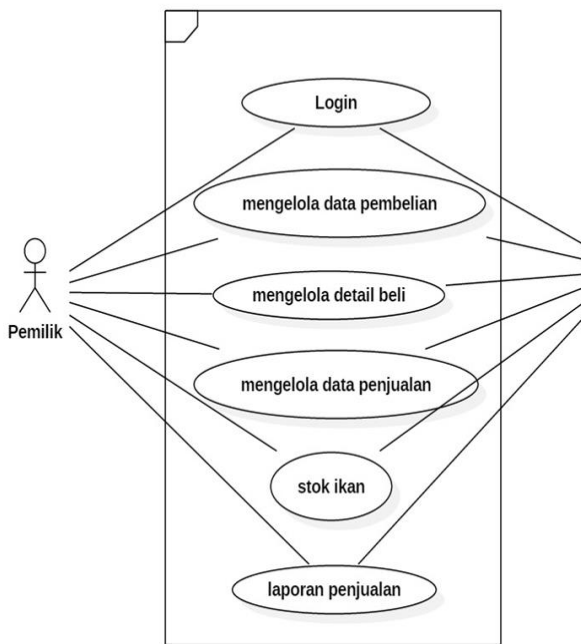 Login
mengelola data pembelian
mengelola detail beli
Pemilik
mengelola data penjualan
stok ikan
laporan penjualan